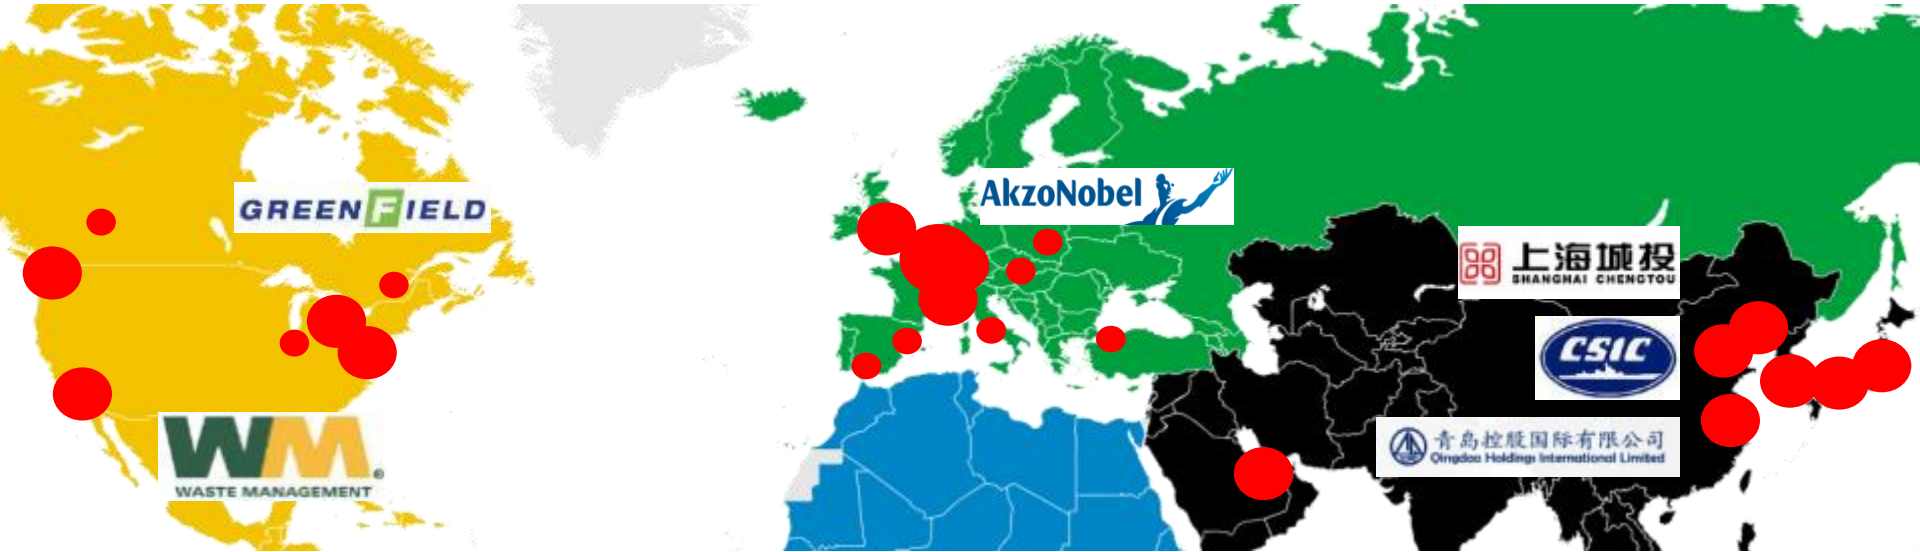 GREENFIELD
WM
WASTE MANAGEMENT
AkzoNobel
上海城投
SHANGHAI CHENGTOU
CSIC
青岛控股国际有限公司
Qingdao Holdings International Limited